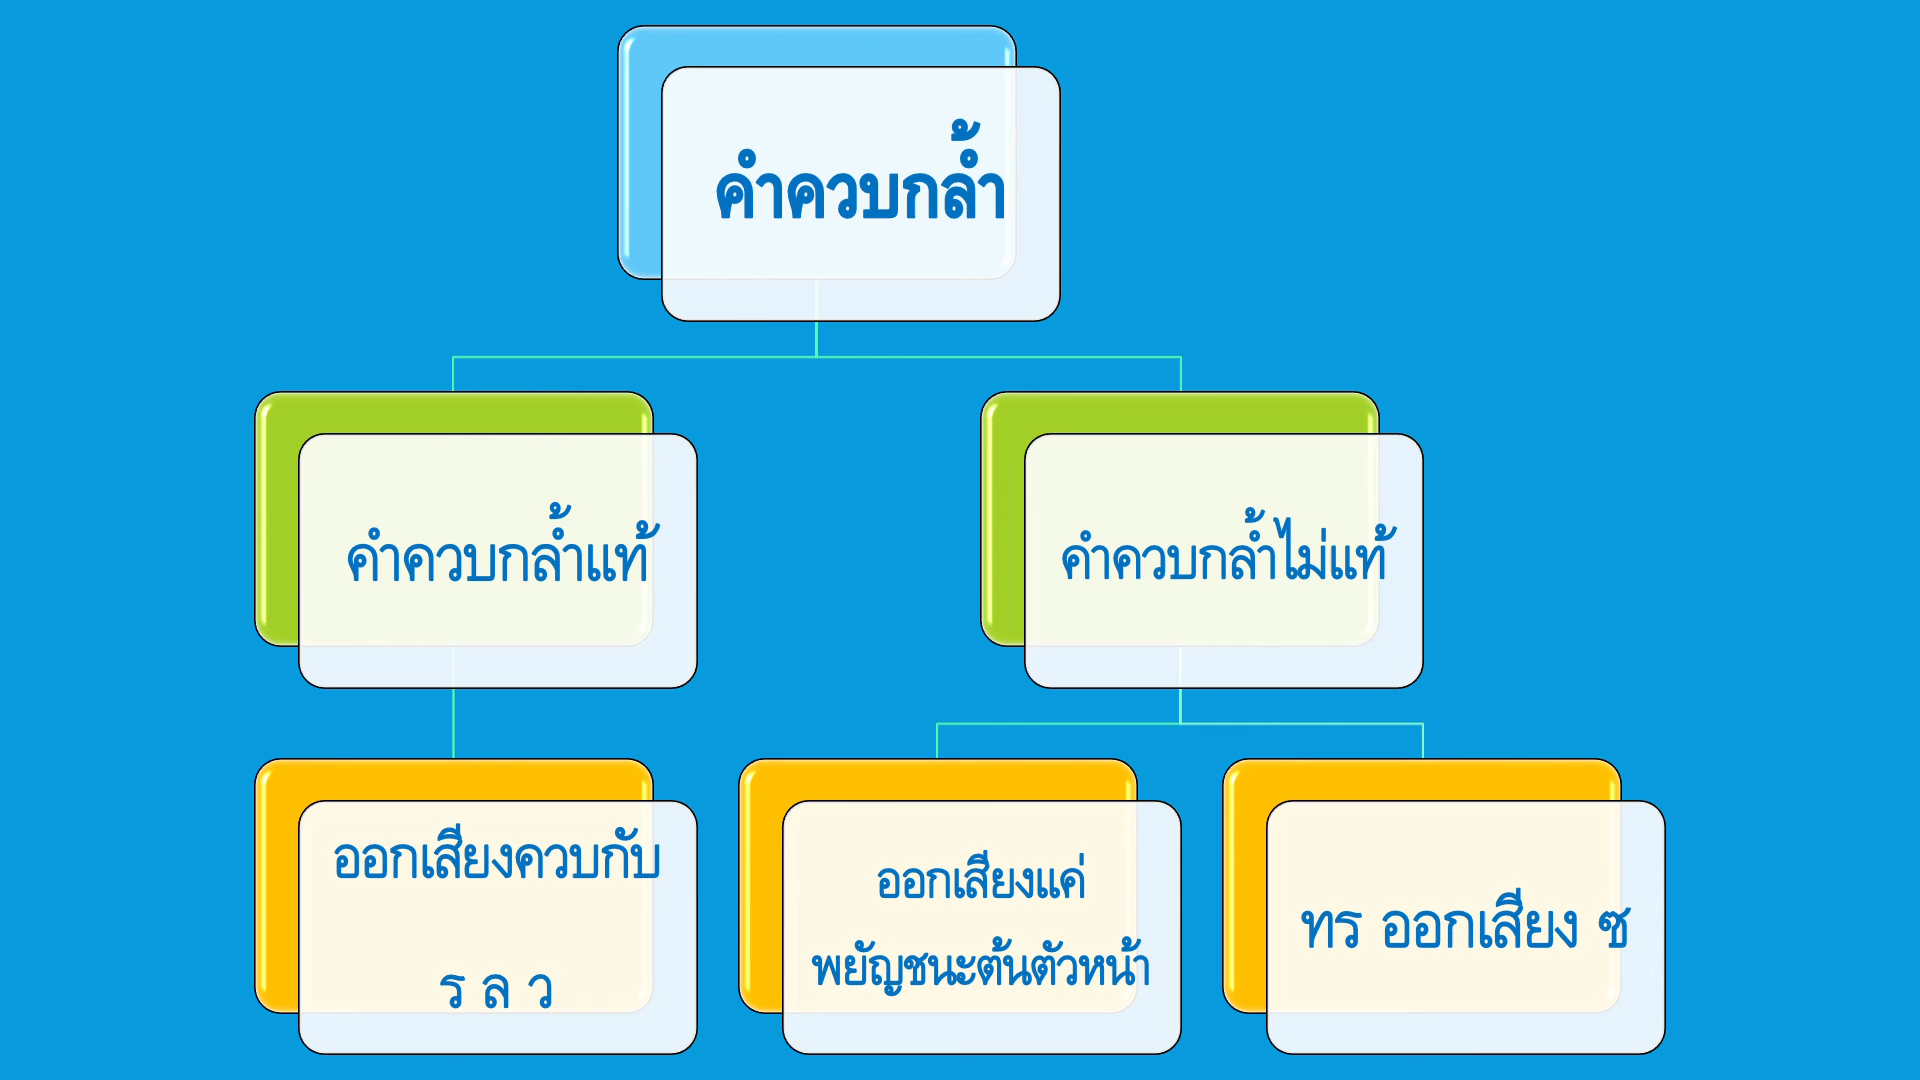 คำควบกล้ำ
คำควบกล้ำแท้
คำควบกล้ำไม่แท้
ออกเสียงควบกับ
ร ล ว
ออกเสียงแค่
พยัญชนะต้นตัวหน้า
ทร ออกเสียง ซ